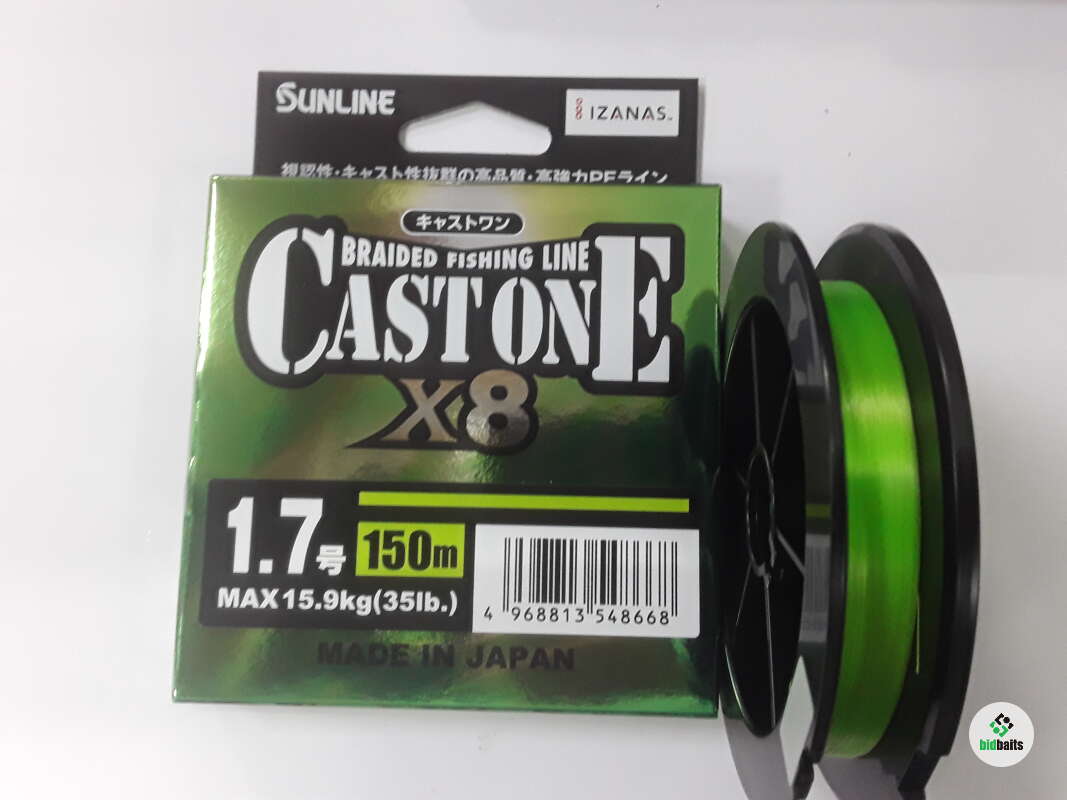 SUNLINE
IZANAS
視認性・キャスト性抜群の高品質・高強力PEライン
キャストワン
BRAIDED FISHING LINE
CAST ONE
X8
1.7号
150m
MAX15.9kg(35lb.)
4 968813 548668
MADE IN JAPAN
bidbaits